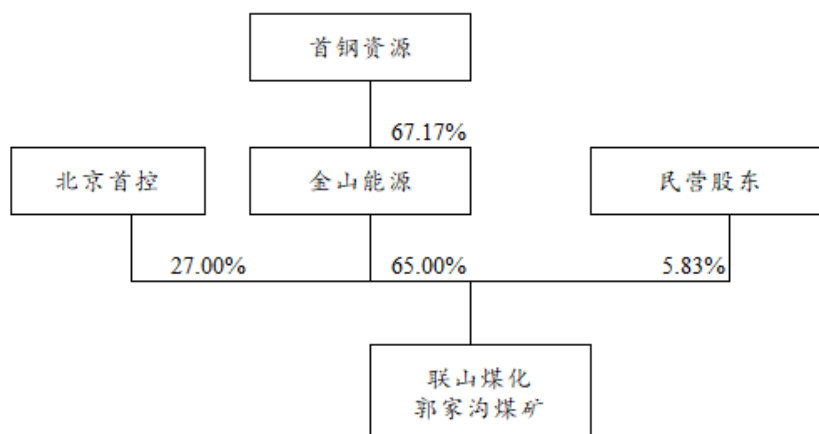 首钢资源
67.17%
北京首控
金山能源
民营股东
27.00%
65.00%
5.83%
联山煤化
郭家沟煤矿